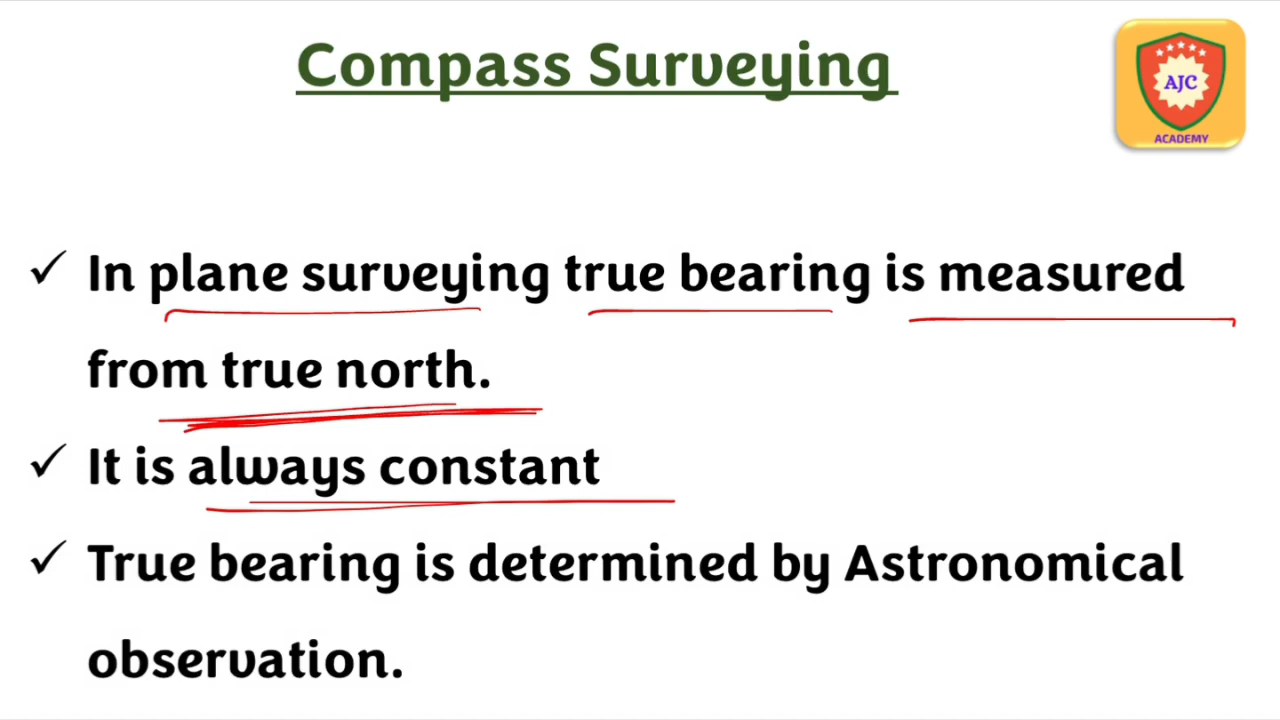 Compass Surveying
AJC
ACADEMY
✓ In plane surveying true bearing is measured
from true north.
✓ It is always constant
✓ True bearing is determined by Astronomical
observation.